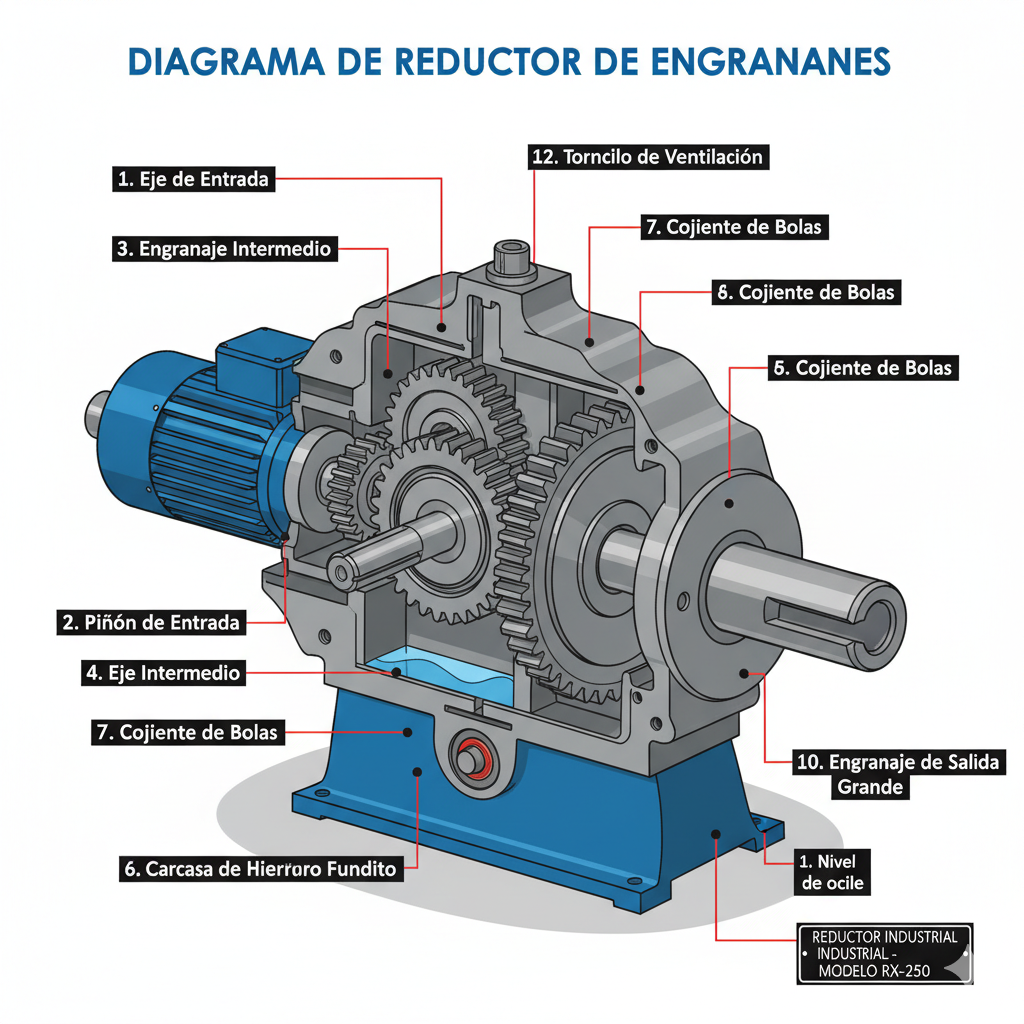 DIAGRAMA DE REDUCTOR DE ENGRANANES
12. Torncilo de Ventilación
1. Eje de Entrada
7. Cojiente de Bolas
3. Engranaje Intermedio
8. Cojiente de Bolas
5. Cojiente de Bolas
2. Piñón de Entrada
4. Eje Intermedio
7. Cojiente de Bolas
10. Engranaje de Salida
Grande
6. Carcasa de Hierroro Fundito
1. Nivel
de ocile
REDUCTOR INDUSTRIAL
INDUSTRIAL -
MODELO RX-250